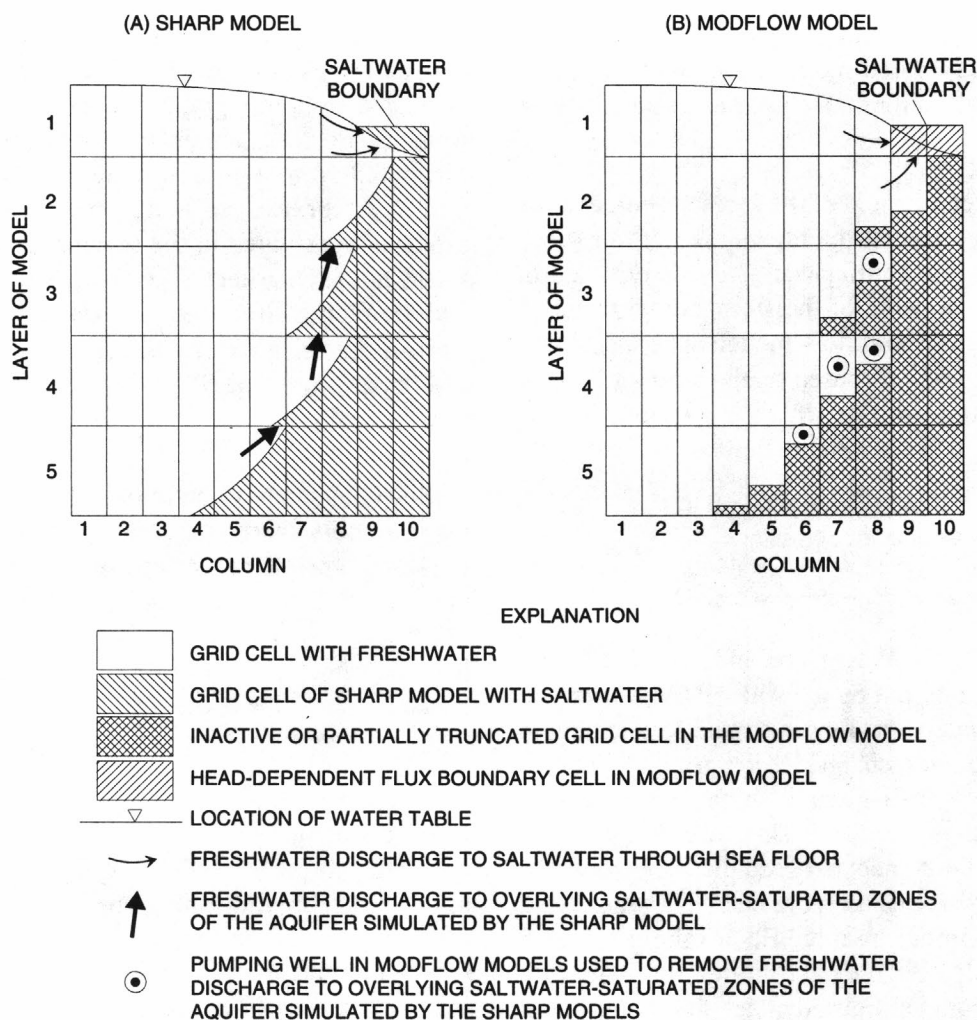 (A) SHARP MODEL
SALTWATER
BOUNDARY
LAYER OF MODEL
1
2
3
4
5
1 2 3 4 5 6 7 8 9 10
COLUMN
(B) MODFLOW MODEL
SALTWATER
BOUNDARY
LAYER OF MODEL
1
2
3
4
5
1 2 3 4 5 6 7 8 9 10
COLUMN
EXPLANATION
GRID CELL WITH FRESHWATER
GRID CELL OF SHARP MODEL WITH SALTWATER
INACTIVE OR PARTIALLY TRUNCATED GRID CELL IN THE MODFLOW MODEL
HEAD-DEPENDENT FLUX BOUNDARY CELL IN MODFLOW MODEL
LOCATION OF WATER TABLE
FRESHWATER DISCHARGE TO SALTWATER THROUGH SEA FLOOR
FRESHWATER DISCHARGE TO OVERLYING SALTWATER-SATURATED ZONES
OF THE AQUIFER SIMULATED BY THE SHARP MODEL
PUMPING WELL IN MODFLOW MODELS USED TO REMOVE FRESHWATER
DISCHARGE TO OVERLYING SALTWATER-SATURATED ZONES OF THE
AQUIFER SIMULATED BY THE SHARP MODELS